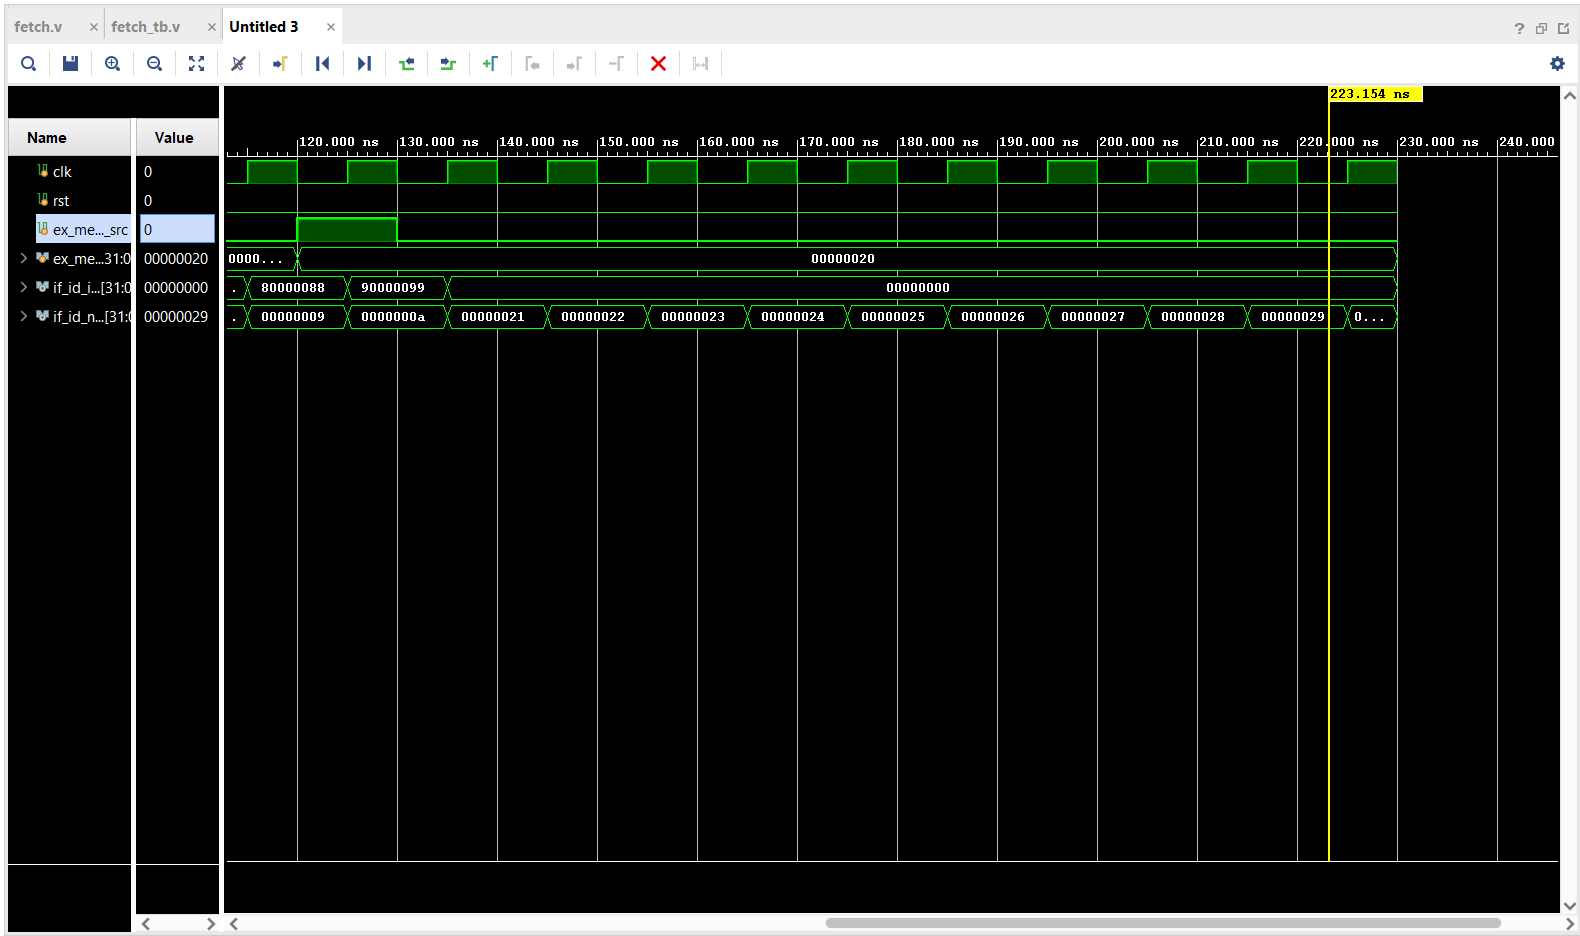 fetch.v × fetch_tb.v × Untitled 3 × ?
223.154 ns
Name Value
120.000 ns 130.000 ns 140.000 ns 150.000 ns 160.000 ns 170.000 ns 180.000 ns 190.000 ns 200.000 ns 210.000 ns 220.000 ns 230.000 ns 240.000
clk 0
rst 0
ex_me..._src 0
ex_me...31:0 00000020 0000... 00000020
if_id_i...[31:0 00000000 . 80000088 90000099 00000000
if_id_n...[31:0 00000029 . 00000009 0000000a 00000021 00000022 00000023 00000024 00000025 00000026 00000027 00000028 00000029 0...